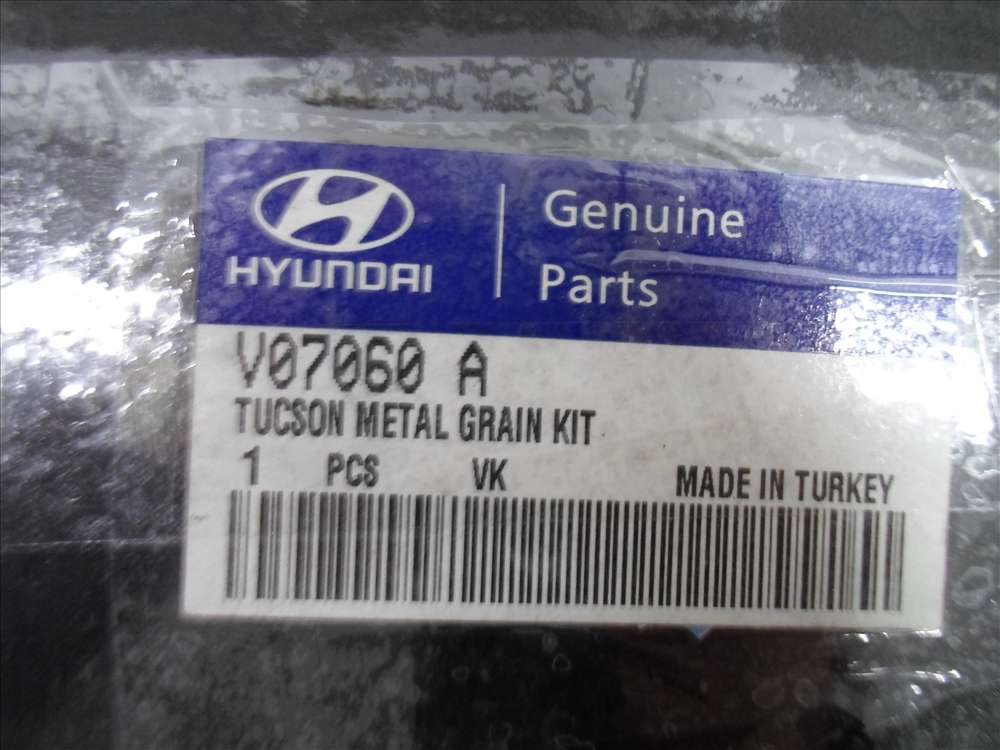 HYUNDAI
Genuine
Parts
V07060 A
TUCSON METAL GRAIN KIT
1 PCS VK MADE IN TURKEY